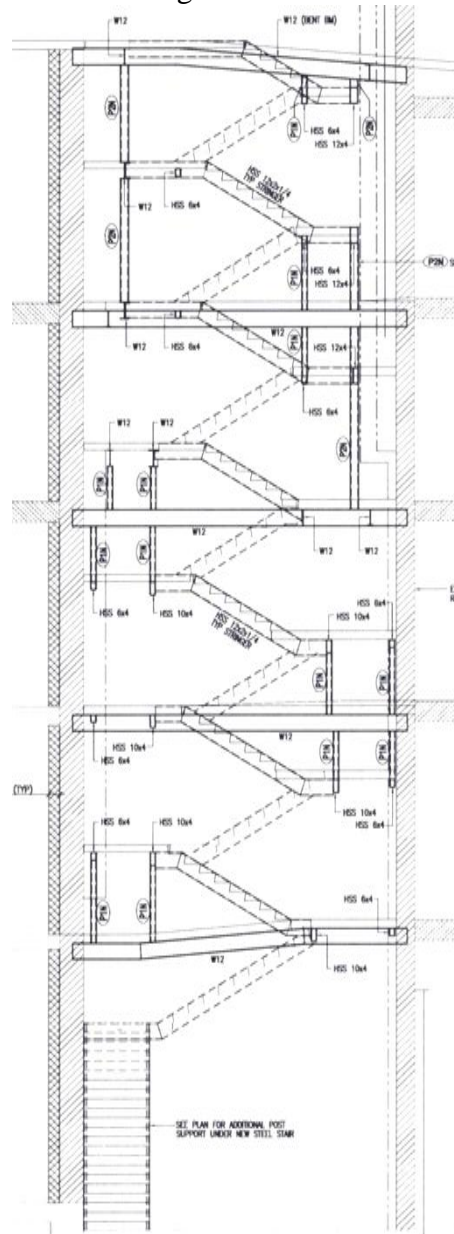 W12
W12 (BENT BM)
P2N
P1N
HSS 6x4
P2N
HSS 12x4
HSS 12x2x1/4
TYP STRINGER
W12
HSS 6x4
P2N
P1N
HSS 6x4
HSS 12x4
P2N
W12
HSS 6x4
P1N
HSS 12x4
HSS 6x4
W12
W12
P1N
P1N
P2N
W12
W12
W12
P1N
P1N
HSS 6x4
HSS 10x4
HSS 12x2x1/4
TYP STRINGER
HSS 6x4
HSS 10x4
P1N
P1N
W12
HSS 10x4
HSS 6x4
P1N
P1N
(TYP)
HSS 10x4
HSS 6x4
HSS 6x4
HSS 10x4
P1N
P1N
HSS 6x4
W12
HSS 10x4
SEE PLAN FOR ADDITIONAL POST
SUPPORT UNDER NEW STEEL STAIR